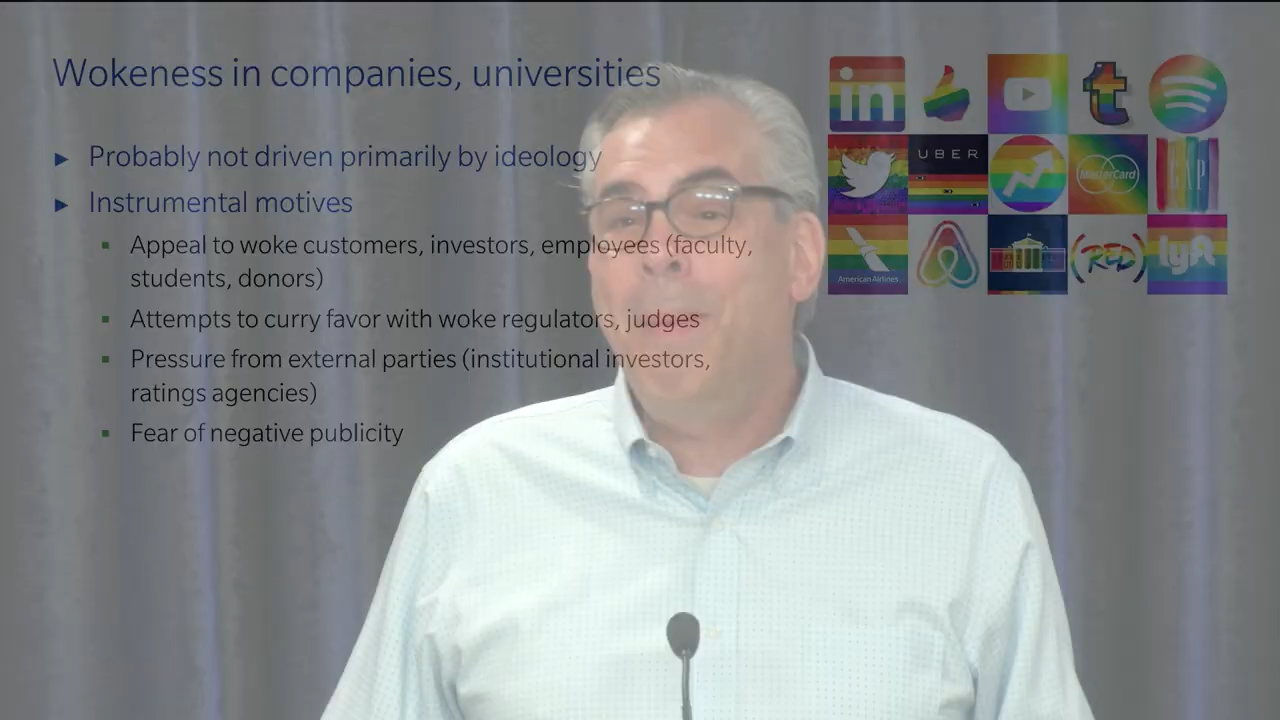 Wokeness in companies, universities
► Probably not driven primarily by ideology
► Instrumental motives
▪ Appeal to woke customers, investors, employees (faculty,
students, donors)
▪ Attempts to curry favor with woke regulators, judges
▪ Pressure from external parties (institutional investors,
ratings agencies)
▪ Fear of negative publicity
in
t
UBER
MasterCard
GAP
AmericanAirlines
(RED)
lyft